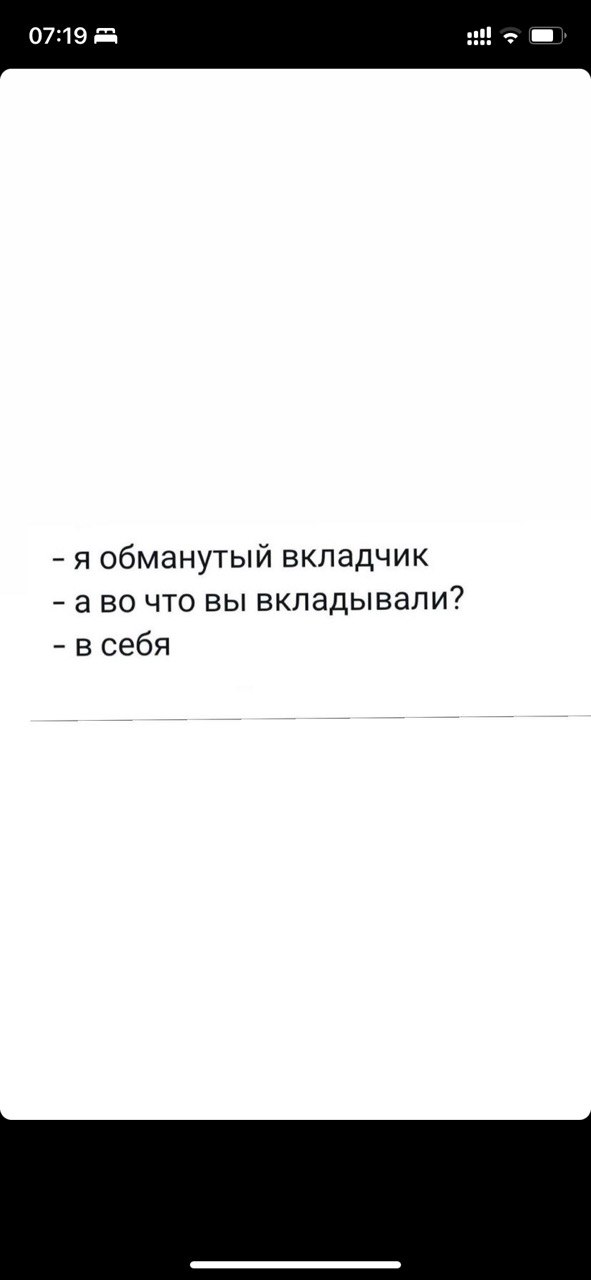 07:19
- я обманутый вкладчик
- а во что вы вкладывали?
- в себя